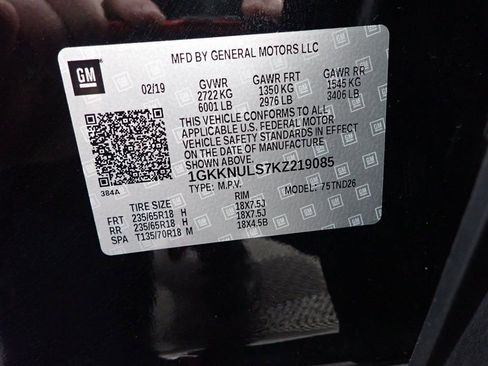 MFD BY GENERAL MOTORS LLC
GM
02/19 GVWR GAWR FRT GAWR RR
2722 KG 1350 KG 1545 KG
6001 LB 2976 LB 3406 LB
THIS VEHICLE CONFORMS TO ALL
APPLICABLE U.S. FEDERAL MOTOR
VEHICLE SAFETY STANDARDS IN EFFECT
ON THE DATE OF MANUFACTURE
SHOWN ABOVE.
1GKKNULS7KZ219085
TYPE: M.P.V. MODEL: 75TND26
384A
TIRE SIZE RIM
FRT 235/65R18 H 18X7.5J
RR 235/65R18 H 18X7.5J
SPA T135/70R18 M 18X4.5B